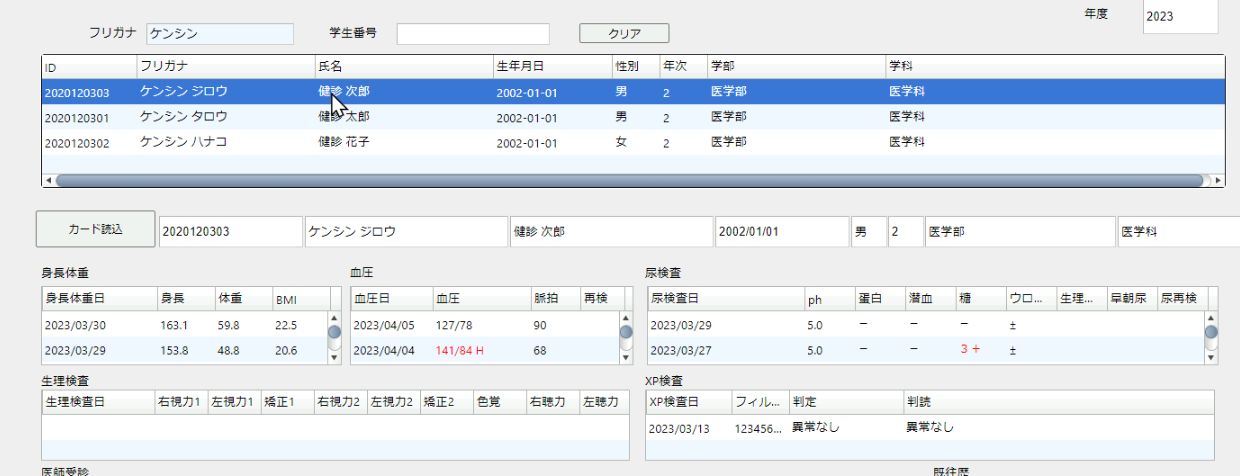 年度 2023
フリガナ ケンシン 学生番号 クリア
ID フリガナ 氏名 生年月日 性別 年次 学部 学科
2020120303 ケンシン ジロウ 健診 次郎 2002-01-01 男 2 医学部 医学科
2020120301 ケンシン タロウ 健診 太郎 2002-01-01 男 2 医学部 医学科
2020120302 ケンシン ハナコ 健診 花子 2002-01-01 女 2 医学部 医学科
カード読込 2020120303 ケンシン ジロウ 健診 次郎 2002/01/01 男 2 医学部 医学科
身長体重 血圧 尿検査
身長体重日 身長 体重 BMI 血圧日 血圧 脈拍 再検 尿検査日 ph 蛋白 潜血 糖 ウロ... 生理... 早朝尿 尿再検
2023/03/30 163.1 59.8 22.5 2023/04/05 127/78 90 2023/03/29 5.0 － － － ±
2023/03/29 153.8 48.8 20.6 2023/04/04 141/84 H 68 2023/03/27 5.0 － － 3＋ ±
生理検査 XP検査
生理検査日 右視力1 左視力1 矯正1 右視力2 左視力2 矯正2 色覚 右聴力 左聴力 XP検査日 フィル... 判定 判読
2023/03/13 123456... 異常なし 異常なし
医師受診 既往歴